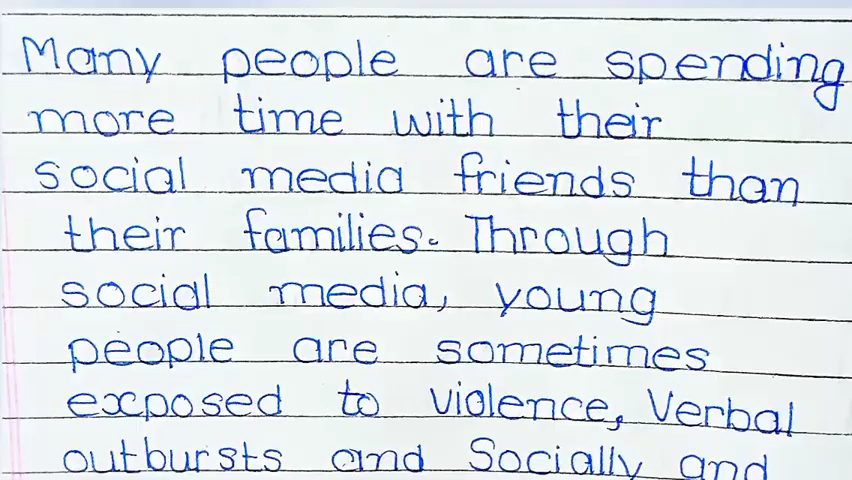 Many people are spending
more time with their
social media friends than
their families. Through
social media, young
people are sometimes
exposed to violence, Verbal
outbursts and Socially and